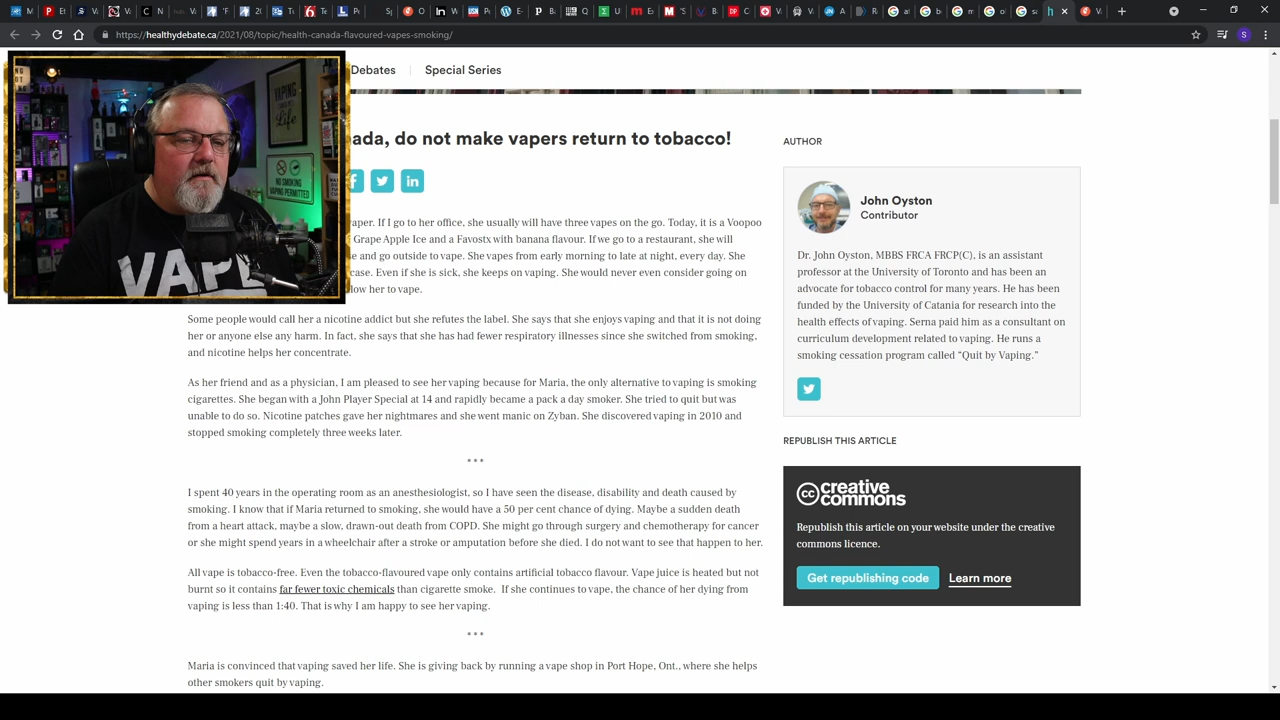 https://healthydebate.ca/2021/08/topic/health-canada-flavoured-vapes-smoking/
Debates
Special Series
ada, do not make vapers return to tobacco!
VAPING
Life
NO SMOKING
VAPING PERMITTED
VAPE
aper. If I go to her office, she usually will have three vapes on the go. Today, it is a Voopoo
Grape Apple Ice and a Favostx with banana flavour. If we go to a restaurant, she will
e and go outside to vape. She vapes from early morning to late at night, every day. She
case. Even if she is sick, she keeps on vaping. She would never even consider going on
low her to vape.
Some people would call her a nicotine addict but she refutes the label. She says that she enjoys vaping and that it is not doing
her or anyone else any harm. In fact, she says that she has had fewer respiratory illnesses since she switched from smoking,
and nicotine helps her concentrate.
As her friend and as a physician, I am pleased to see her vaping because for Maria, the only alternative to vaping is smoking
cigarettes. She began with a John Player Special at 14 and rapidly became a pack a day smoker. She tried to quit but was
unable to do so. Nicotine patches gave her nightmares and she went manic on Zyban. She discovered vaping in 2010 and
stopped smoking completely three weeks later.
I spent 40 years in the operating room as an anesthesiologist, so I have seen the disease, disability and death caused by
smoking. I know that if Maria returned to smoking, she would have a 50 per cent chance of dying. Maybe a sudden death
from a heart attack, maybe a slow, drawn-out death from COPD. She might go through surgery and chemotherapy for cancer
or she might spend years in a wheelchair after a stroke or amputation before she died. I do not want to see that happen to her.
All vape is tobacco-free. Even the tobacco-flavoured vape only contains artificial tobacco flavour. Vape juice is heated but not
burnt so it contains far fewer toxic chemicals than cigarette smoke. If she continues to vape, the chance of her dying from
vaping is less than 1:40. That is why I am happy to see her vaping.
Maria is convinced that vaping saved her life. She is giving back by running a vape shop in Port Hope, Ont., where she helps
other smokers quit by vaping.
AUTHOR
John Oyston
Contributor
Dr. John Oyston, MBBS FRCA FRCP(C), is an assistant
professor at the University of Toronto and has been an
advocate for tobacco control for many years. He has been
funded by the University of Catania for research into the
health effects of vaping. Serna paid him as a consultant on
curriculum development related to vaping. He runs a
smoking cessation program called “Quit by Vaping.”
REPUBLISH THIS ARTICLE
cc creative
commons
Republish this article on your website under the creative
commons licence.
Get republishing code
Learn more